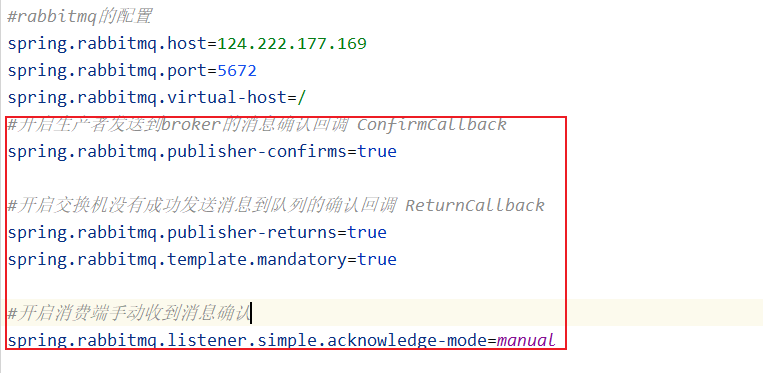 #rabbitmq的配置
spring.rabbitmq.host=124.222.177.169
spring.rabbitmq.port=5672
spring.rabbitmq.virtual-host=/
#开启生产者发送到broker的消息确认回调 ConfirmCallback
spring.rabbitmq.publisher-confirms=true
#开启交换机没有成功发送消息到队列的确认回调 ReturnCallback
spring.rabbitmq.publisher-returns=true
spring.rabbitmq.template.mandatory=true
#开启消费端手动收到消息确认
spring.rabbitmq.listener.simple.acknowledge-mode=manual